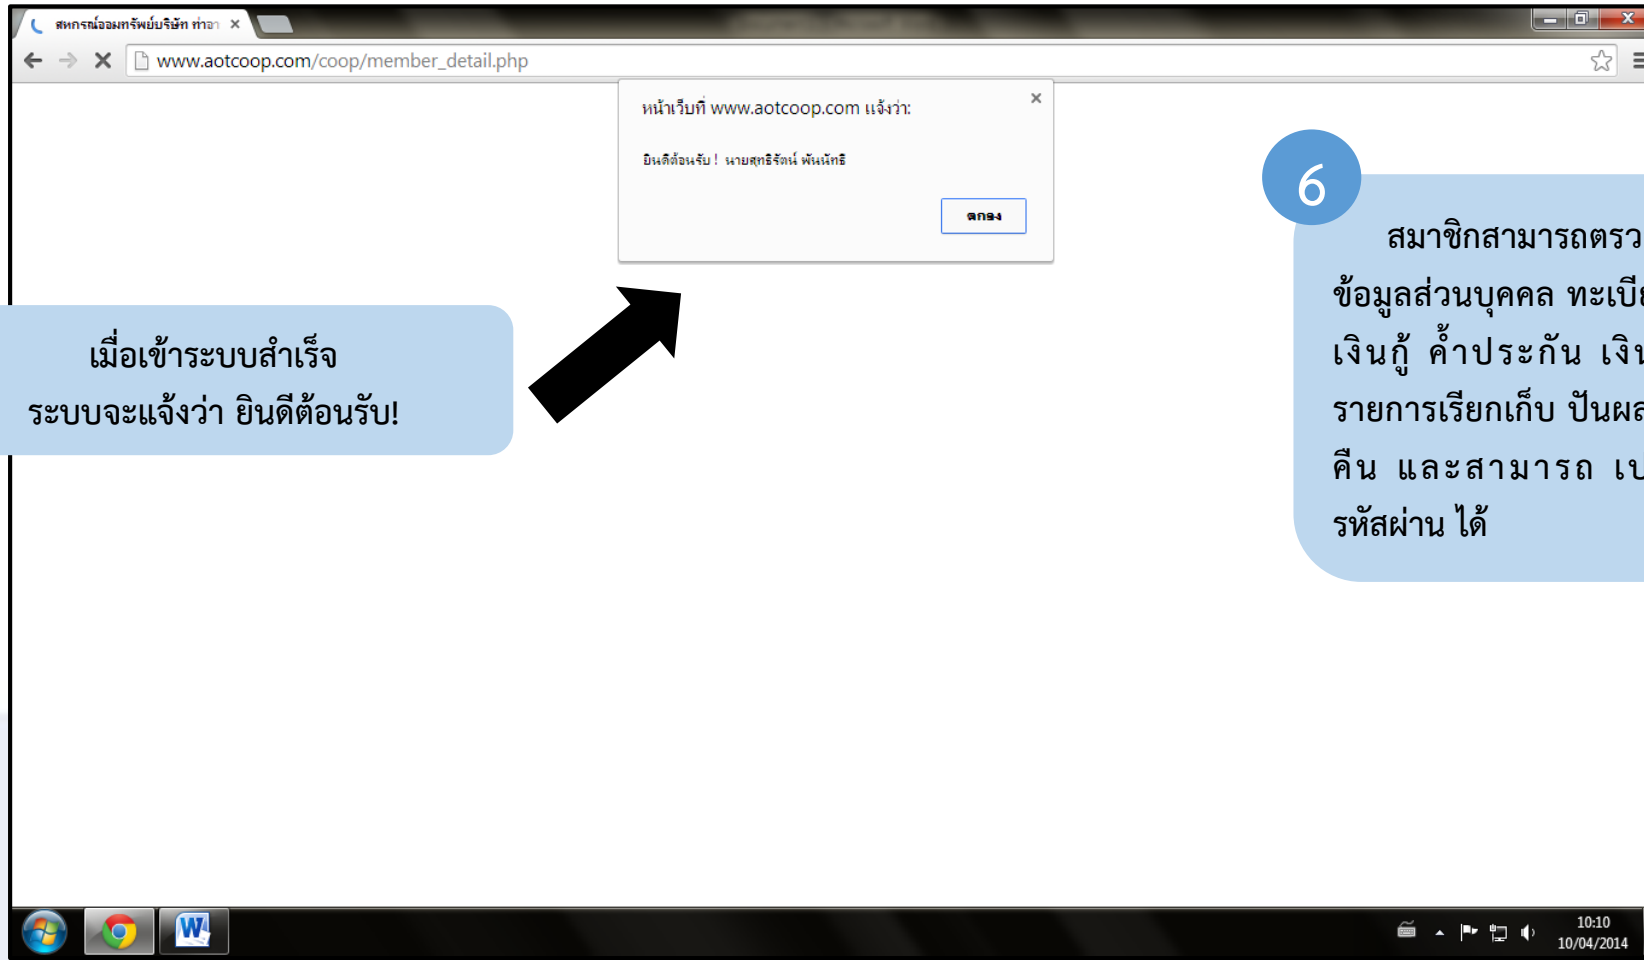 สหกรณ์ออมทรัพย์บริษัท ท่าอา
www.aotcoop.com/coop/member_detail.php
หน้าเว็บที่ www.aotcoop.com แจ้งว่า:
ยินดีต้อนรับ ! นายสุทธิรัตน์ พันนัทธี
ตกลง
เมื่อเข้าระบบสำเร็จ
ระบบจะแจ้งว่า ยินดีต้อนรับ!
6
สมาชิกสามารถตรว
ข้อมูลส่วนบุคคล ทะเบีย
เงินกู้ ค้ำประกัน เงิน
รายการเรียกเก็บ ปันผล
คืน และสามารถ เป
รหัสผ่าน ได้
10:10
10/04/2014